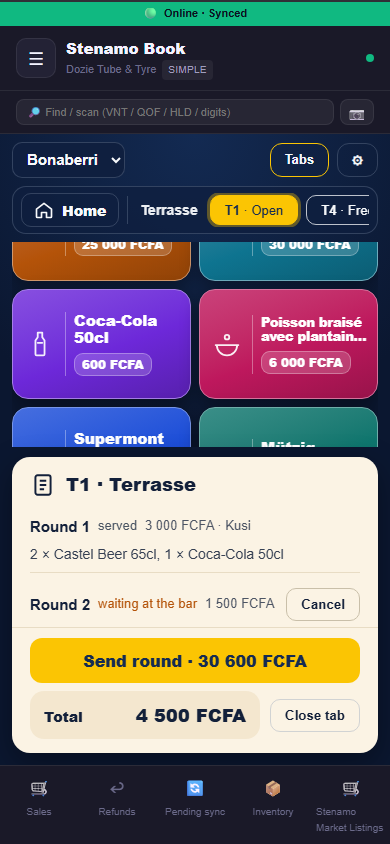 Online · Synced
Stenamo Book
Dozie Tube & Tyre SIMPLE
Find / scan (VNT / QOF / HLD / digits)
Bonaberri
Tabs
Home
Terrasse
T1 · Open
T4 · Free
25 000 FCFA
30 000 FCFA
Coca-Cola
50cl
600 FCFA
Poisson braisé
avec plantain...
6 000 FCFA
Supermont
T1 · Terrasse
Round 1 served 3 000 FCFA · Kusi
2 × Castel Beer 65cl, 1 × Coca-Cola 50cl
Round 2 waiting at the bar 1 500 FCFA Cancel
Send round · 30 600 FCFA
Total 4 500 FCFA Close tab
Sales
Refunds
Pending sync
Inventory
Stenamo
Market Listings